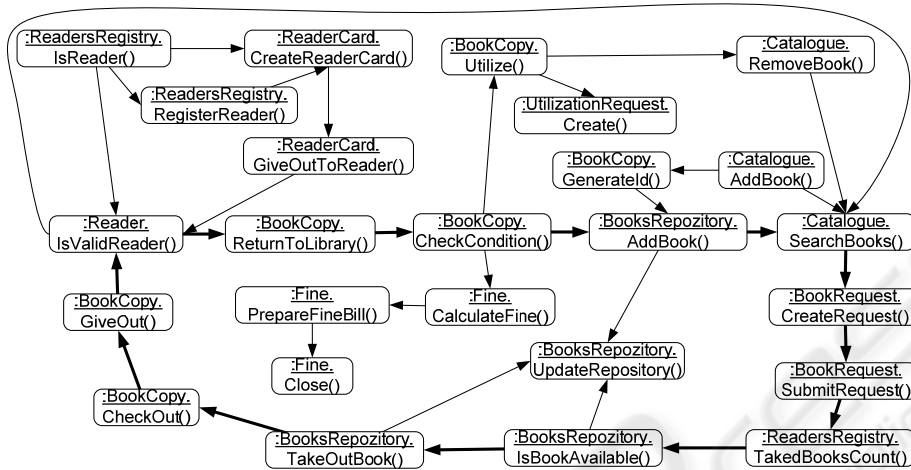 :ReadersRegistry.
IsReader()
:ReaderCard.
CreateReaderCard()
:BookCopy.
Utilize()
:Catalogue.
RemoveBook()
:ReadersRegistry.
RegisterReader()
:UtilizationRequest.
Create()
:ReaderCard.
GiveOutToReader()
:BookCopy.
GenerateId()
:Catalogue.
AddBook()
:Reader.
IsValidReader()
:BookCopy.
ReturnToLibrary()
:BookCopy.
CheckCondition()
:BooksRepozitory.
AddBook()
:Catalogue.
SearchBooks()
:BookCopy.
GiveOut()
:Fine.
PrepareFineBill()
:Fine.
CalculateFine()
:BookRequest.
CreateRequest()
:Fine.
Close()
:BooksRepozitory.
UpdateRepository()
:BookRequest.
SubmitRequest()
:BookCopy.
CheckOut()
:BooksRepozitory.
TakeOutBook()
:BooksRepozitory.
IsBookAvailable()
:ReadersRegistry.
TakedBooksCount()